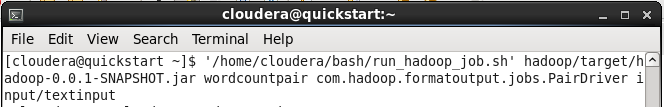 cloudera@quickstart:~
File Edit View Search Terminal Help
[cloudera@quickstart ~]$ '/home/cloudera/bash/run_hadoop_job.sh' hadoop/target/h
adoop-0.0.1-SNAPSHOT.jar wordcountpair com.hadoop.formatoutput.jobs.PairDriver i
nput/textinput